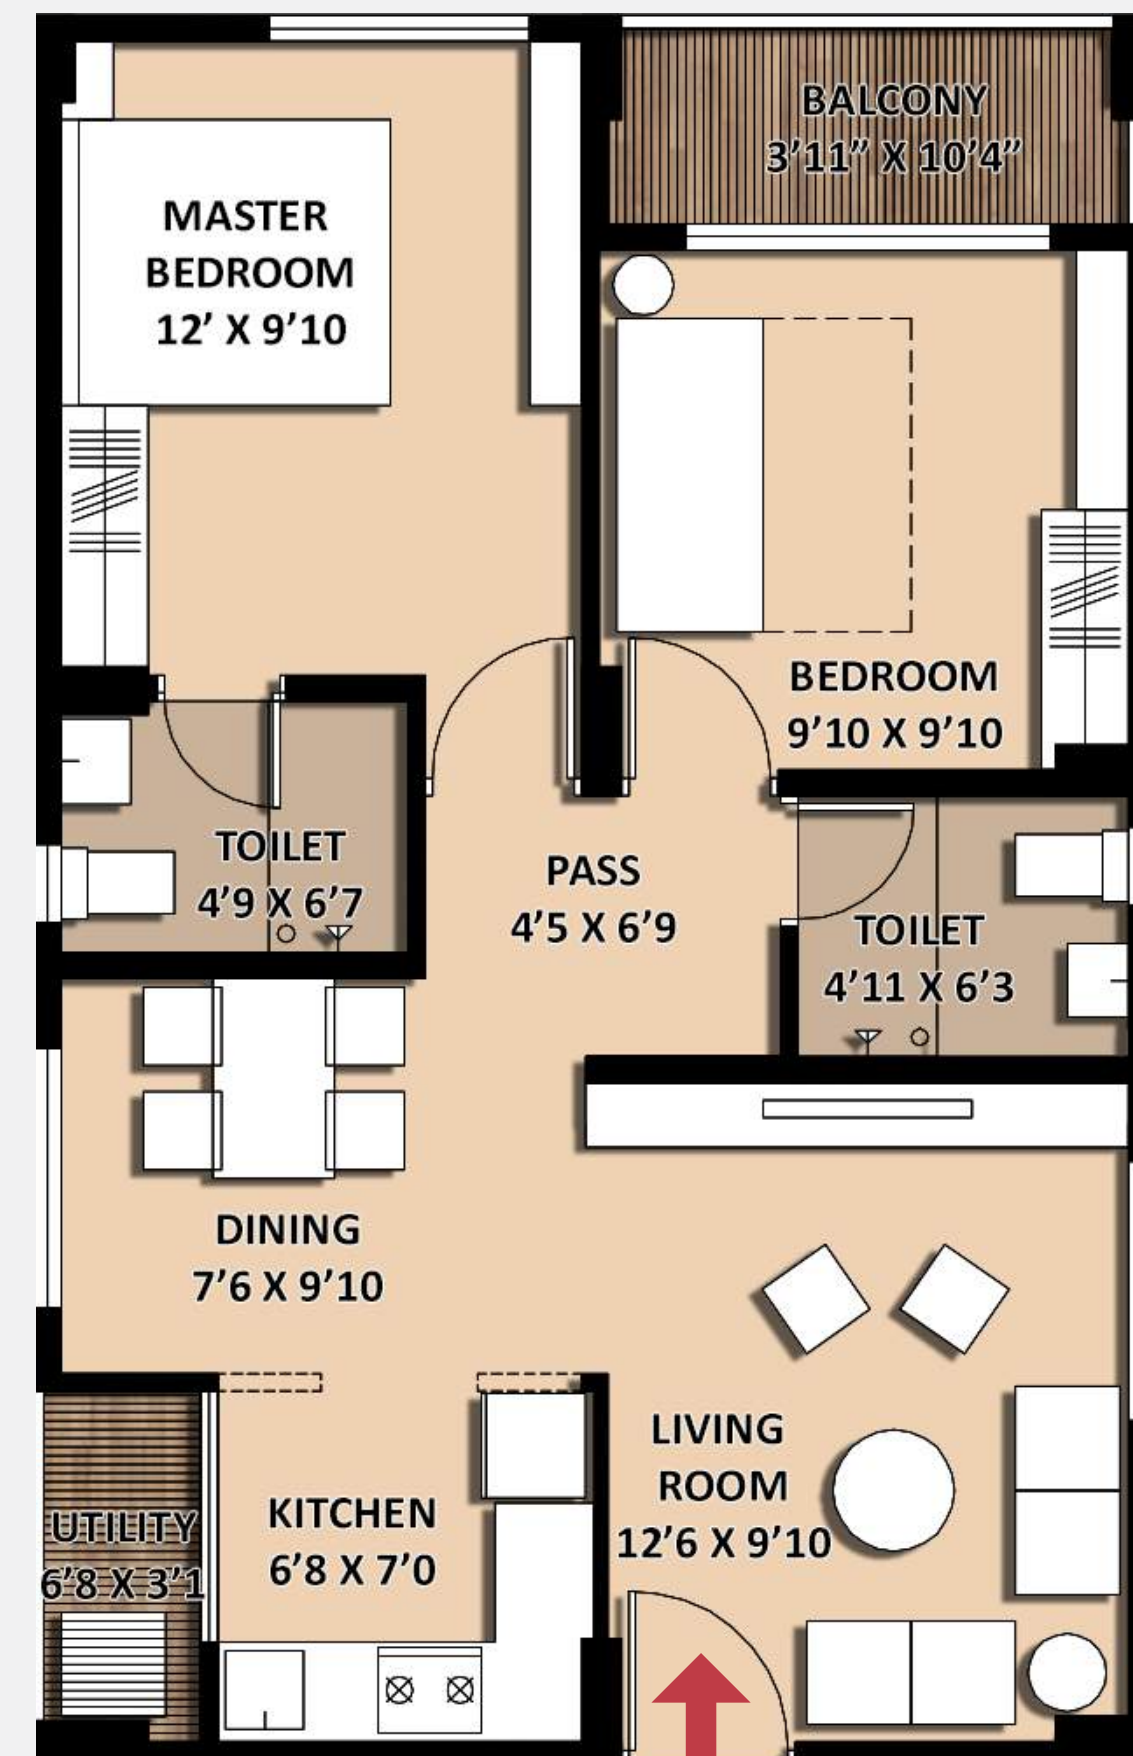 BALCONY
3’11” X 10’4”
MASTER
BEDROOM
12’ X 9’10
BEDROOM
9’10 X 9’10
TOILET
4’9 X 6’7
PASS
4’5 X 6’9
TOILET
4’11 X 6’3
DINING
7’6 X 9’10
LIVING
ROOM
12’6 X 9’10
KITCHEN
6’8 X 7’0
UTILITY
6’8 X 3’1